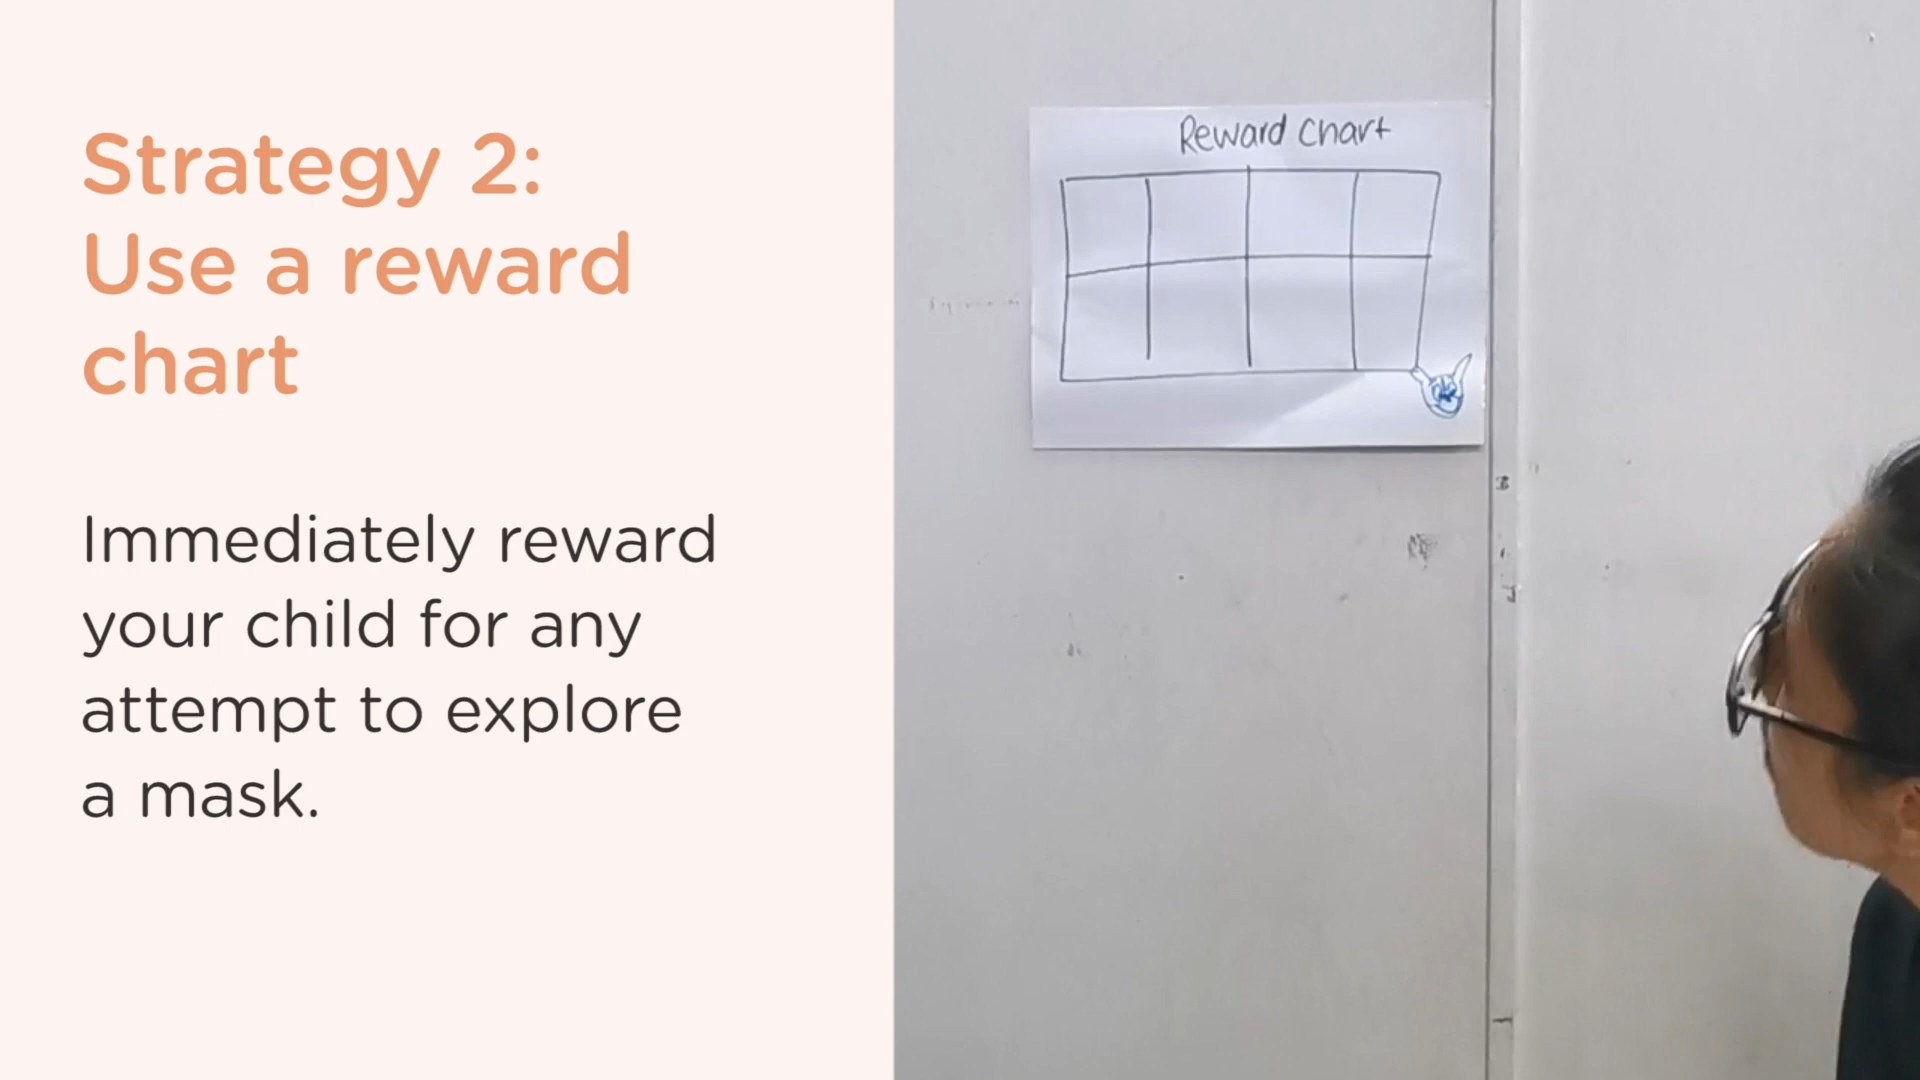 Strategy 2:
Use a reward
chart
Immediately reward
your child for any
attempt to explore
a mask.
Reward Chart